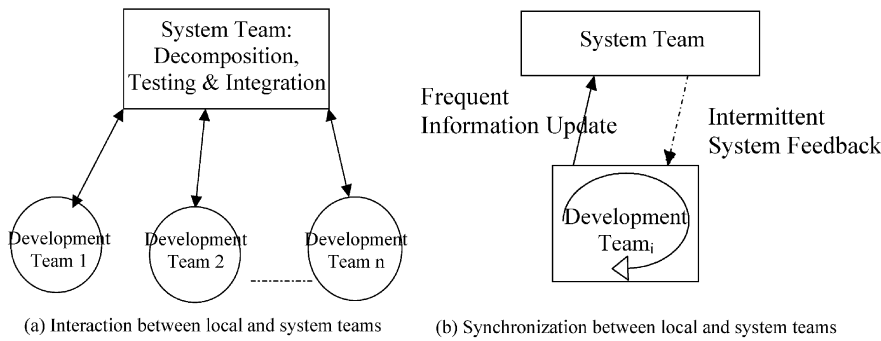 System Team:
Decomposition,
Testing & Integration
Development
Team 1
Development
Team 2
Development
Team n
(a) Interaction between local and system teams
System Team
Frequent
Information Update
Intermittent
System Feedback
Development
Teamᵢ
(b) Synchronization between local and system teams